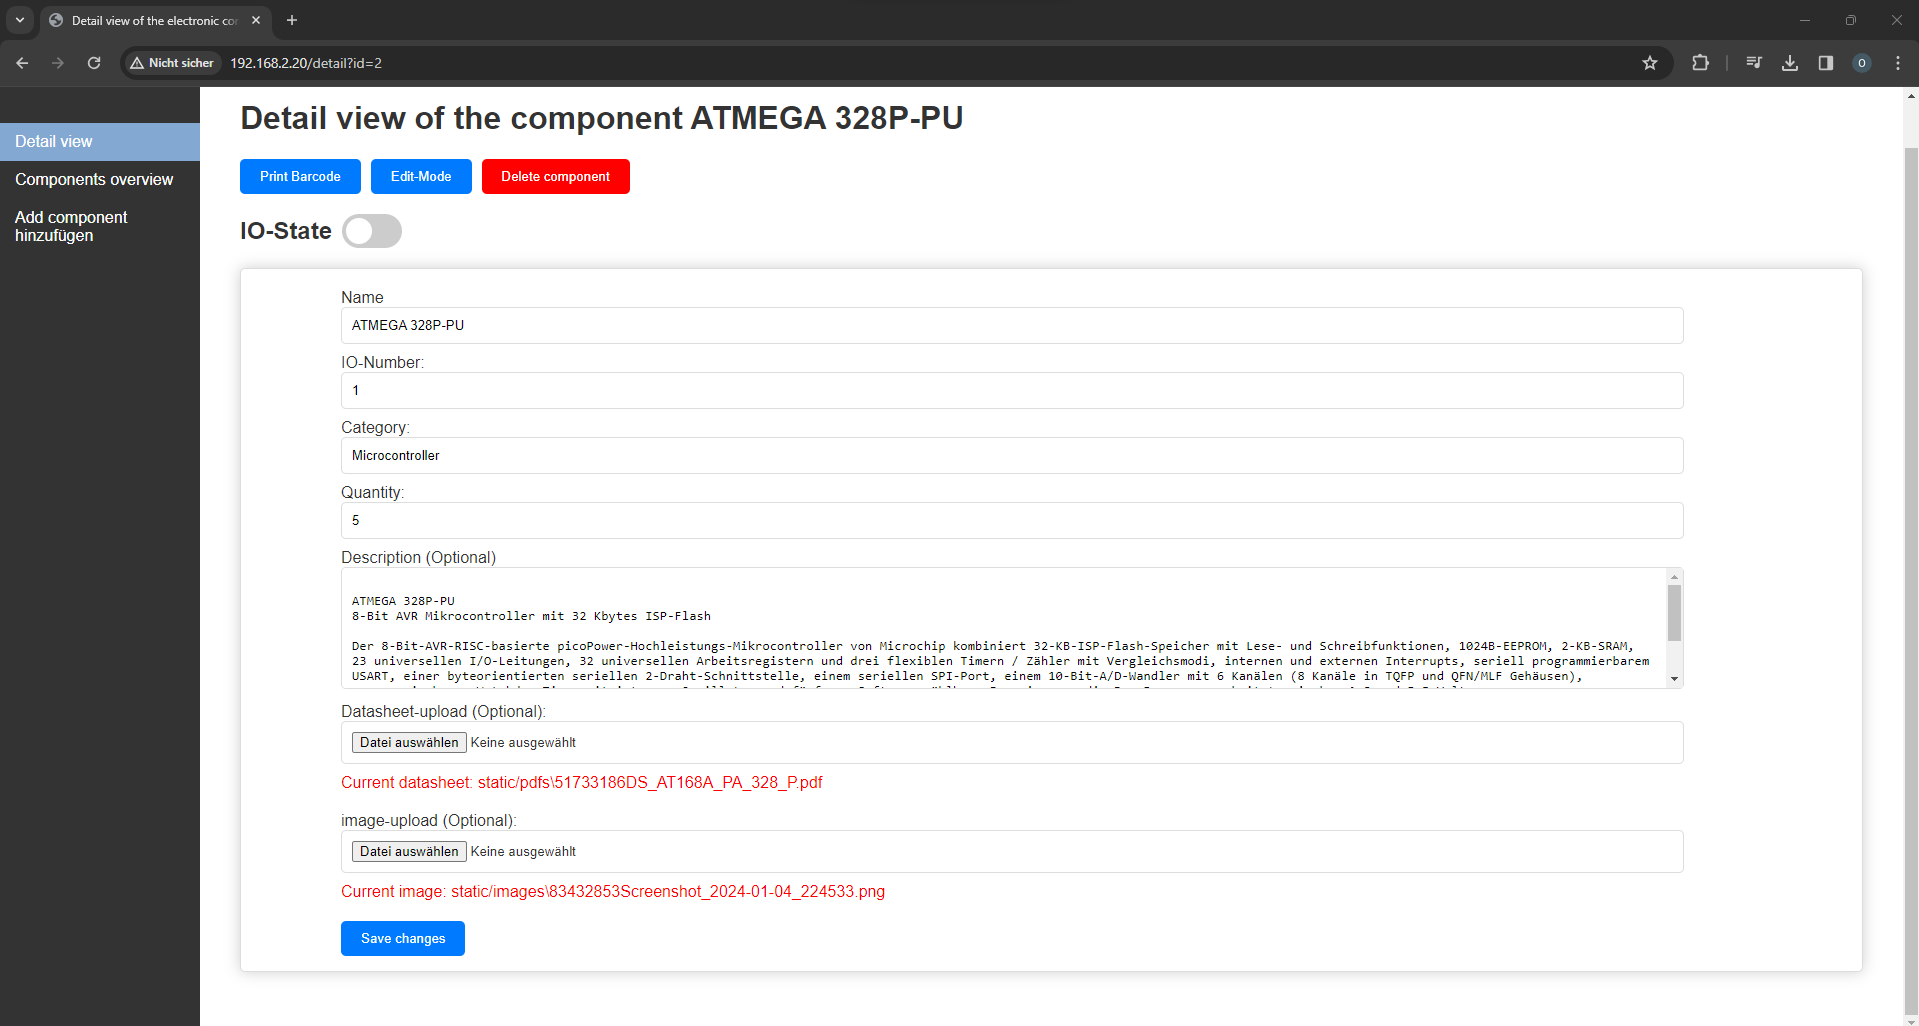 Detail view of the electronic co
Nicht sicher
192.168.2.20/detail?id=2
O
Detail view
Components overview
Add component
hinzufügen
Detail view of the component ATMEGA 328P-PU
Print Barcode
Edit-Mode
Delete component
IO-State
Name
ATMEGA 328P-PU
IO-Number:
1
Category:
Microcontroller
Quantity:
5
Description (Optional)
ATMEGA 328P-PU
8-Bit AVR Mikrocontroller mit 32 Kbytes ISP-Flash
Der 8-Bit-AVR-RISC-basierte picoPower-Hochleistungs-Mikrocontroller von Microchip kombiniert 32-KB-ISP-Flash-Speicher mit Lese- und Schreibfunktionen, 1024B-EEPROM, 2-KB-SRAM,
23 universellen I/O-Leitungen, 32 universellen Arbeitsregistern und drei flexiblen Timern / Zähler mit Vergleichsmodi, internen und externen Interrupts, seriell programmierbarem
USART, einer byteorientierten seriellen 2-Draht-Schnittstelle, einem seriellen SPI-Port, einem 10-Bit-A/D-Wandler mit 6 Kanälen (8 Kanäle in TQFP und QFN/MLF Gehäusen),
Datasheet-upload (Optional):
Datei auswählen Keine ausgewählt
Current datasheet: static/pdfs\51733186DS_AT168A_PA_328_P.pdf
image-upload (Optional):
Datei auswählen Keine ausgewählt
Current image: static/images\83432853Screenshot_2024-01-04_224533.png
Save changes